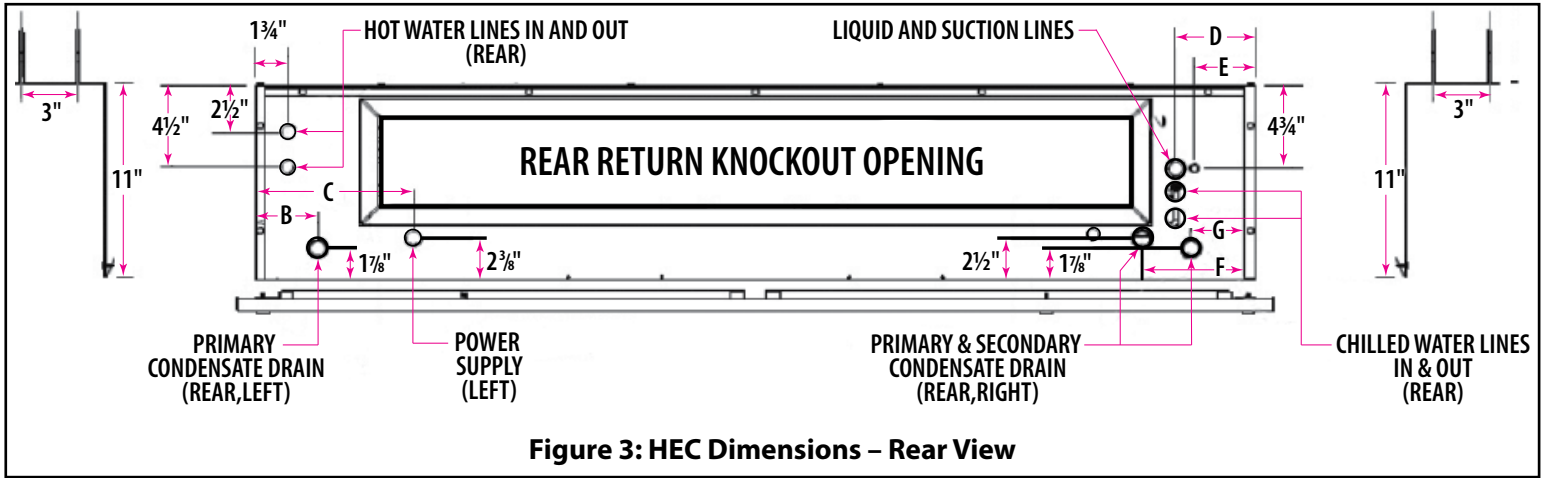 1¾"
HOT WATER LINES IN AND OUT
(REAR)
LIQUID AND SUCTION LINES
D
E
3"
4½"
2½"
11"
4¾"
3"
11"
REAR RETURN KNOCKOUT OPENING
C
B
G
F
1⅞"
2⅜"
2½"
1⅞"
PRIMARY
CONDENSATE DRAIN
(REAR,LEFT)
POWER
SUPPLY
(LEFT)
PRIMARY & SECONDARY
CONDENSATE DRAIN
(REAR,RIGHT)
CHILLED WATER LINES
IN & OUT
(REAR)
Figure 3: HEC Dimensions – Rear View